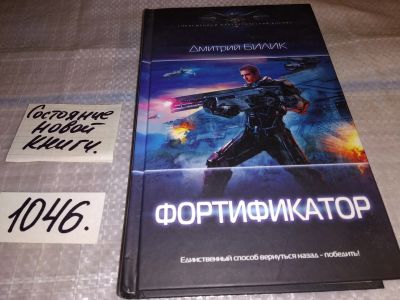 Состояние
новой
книги.
1046.
Дмитрий БИЛИК
ФОРТИФИКАТОР
Единственный способ вернуться назад - победить!